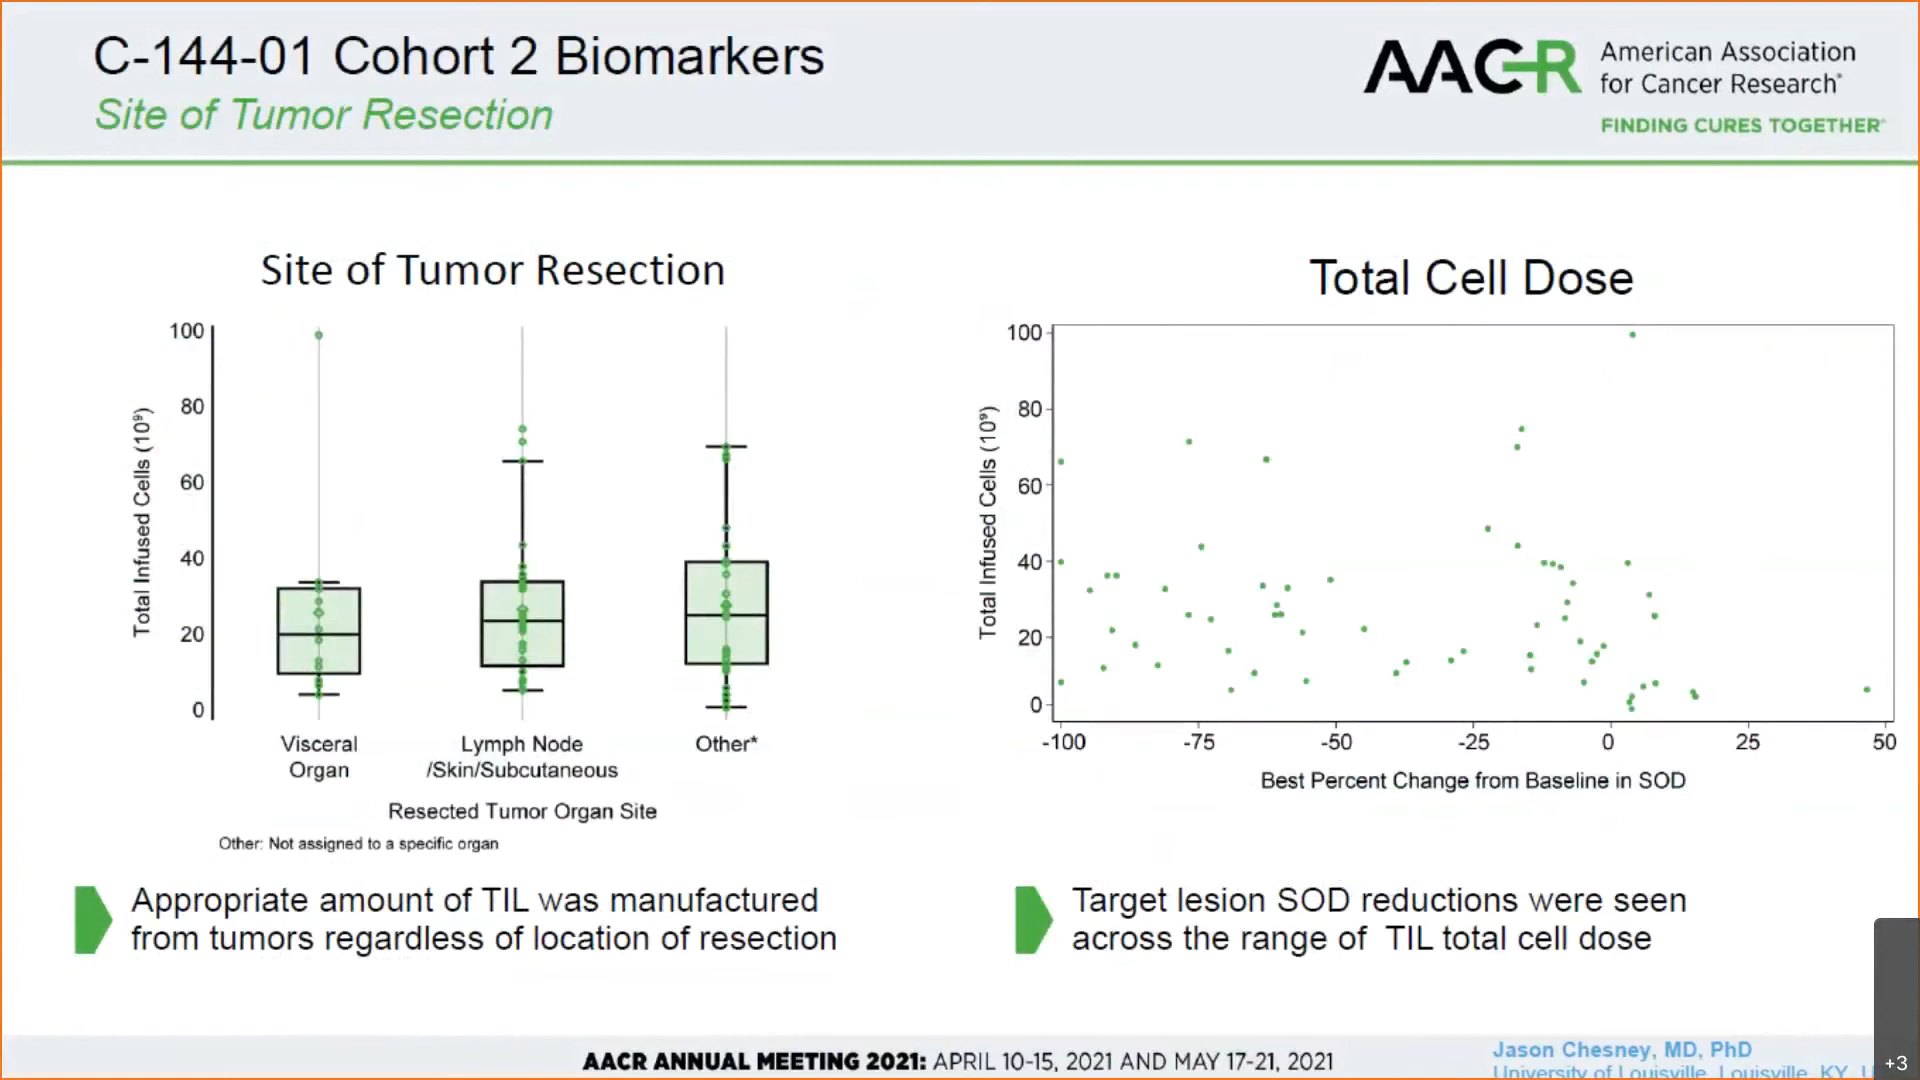 C-144-01 Cohort 2 Biomarkers
Site of Tumor Resection
AACR
American Association
for Cancer Research®
FINDING CURES TOGETHER®
Site of Tumor Resection
100
80
60
40
20
0
Total Infused Cells (10⁹)
Visceral
Organ
Lymph Node
/Skin/Subcutaneous
Other*
Resected Tumor Organ Site
Other: Not assigned to a specific organ
Appropriate amount of TIL was manufactured
from tumors regardless of location of resection
Total Cell Dose
100
80
60
40
20
0
Total Infused Cells (10⁹)
-100 -75 -50 -25 0 25 50
Best Percent Change from Baseline in SOD
Target lesion SOD reductions were seen
across the range of TIL total cell dose
AACR ANNUAL MEETING 2021: APRIL 10-15, 2021 AND MAY 17-21, 2021
Jason Chesney, MD, PhD
University of Louisville, Louisville, KY, U
+3